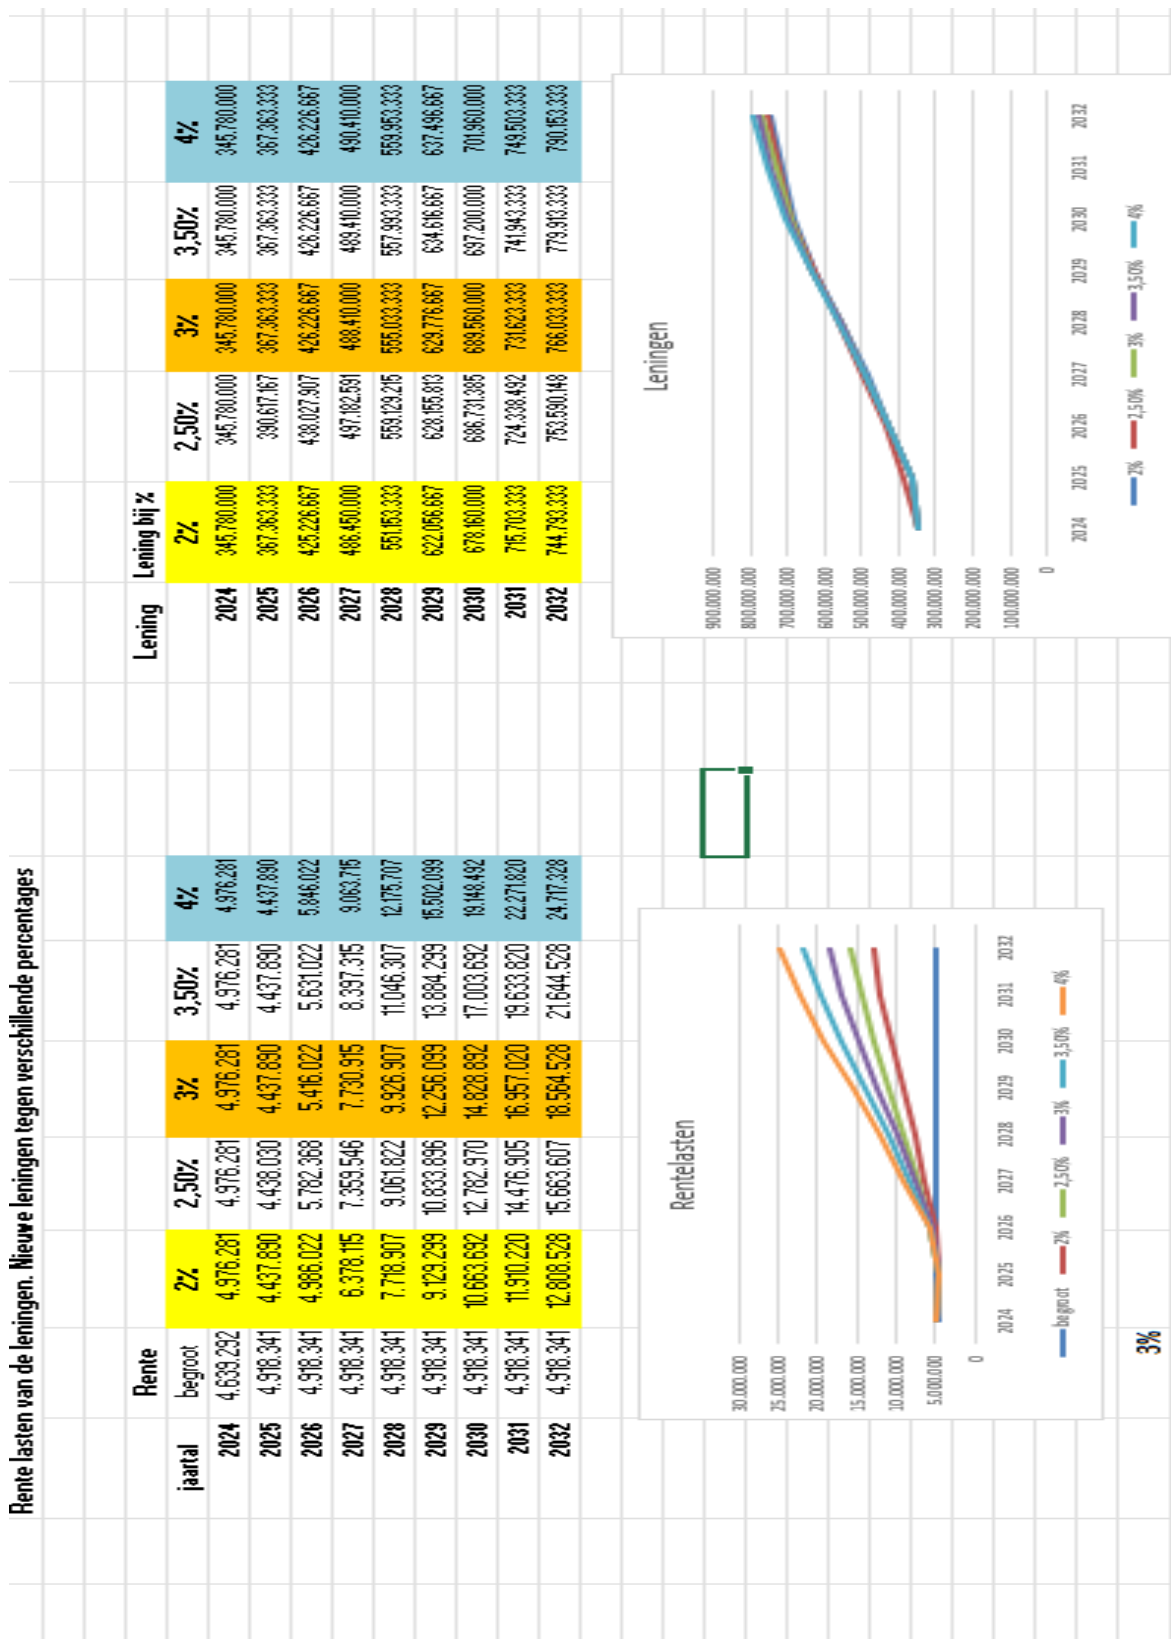 Rente lasten van de leningen. Nieuwe leningen tegen verschillende percentages
Rente
jaartal begroot 2% 2,50% 3% 3,50% 4%
2024 4.639.292 4.976.281 4.976.281 4.976.281 4.976.281 4.976.281
2025 4.918.341 4.437.890 4.438.030 4.437.890 4.437.890 4.437.890
2026 4.918.341 4.986.022 5.782.368 5.416.022 5.631.022 5.846.022
2027 4.918.341 6.378.115 7.353.546 7.730.915 8.397.315 9.063.715
2028 4.918.341 7.718.907 9.061.822 9.926.907 11.046.307 12.175.707
2029 4.918.341 9.129.299 10.833.896 12.256.099 13.884.299 15.502.099
2030 4.918.341 10.663.692 12.782.970 14.828.892 17.003.692 19.148.492
2031 4.918.341 11.910.220 14.476.905 16.957.020 19.633.820 22.271.820
2032 4.918.341 12.808.528 15.663.607 18.564.528 21.644.528 24.717.328
Lening Lening bij %
2% 2,50% 3% 3,50% 4%
2024 345.780.000 345.780.000 345.780.000 345.780.000 345.780.000
2025 367.363.333 390.617.167 367.363.333 367.363.333 367.363.333
2026 425.226.667 438.027.907 426.226.667 426.226.667 426.226.667
2027 486.450.000 497.182.591 488.410.000 489.410.000 490.410.000
2028 551.153.333 559.129.215 555.033.333 557.993.333 559.953.333
2029 622.056.667 628.155.813 629.776.667 634.616.667 637.496.667
2030 678.160.000 686.731.385 689.560.000 697.200.000 701.960.000
2031 715.703.333 724.338.492 731.623.333 741.943.333 749.503.333
2032 744.793.333 753.590.148 766.033.333 779.913.333 790.153.333
Rentelasten
30.000.000
25.000.000
20.000.000
15.000.000
10.000.000
5.000.000
0
2024 2025 2026 2027 2028 2029 2030 2031 2032
begroot 2% 2,50% 3% 3,50% 4%
3%
Leningen
900.000.000
800.000.000
700.000.000
600.000.000
500.000.000
400.000.000
300.000.000
200.000.000
100.000.000
0
2024 2025 2026 2027 2028 2029 2030 2031 2032
2% 2,50% 3% 3,50% 4%